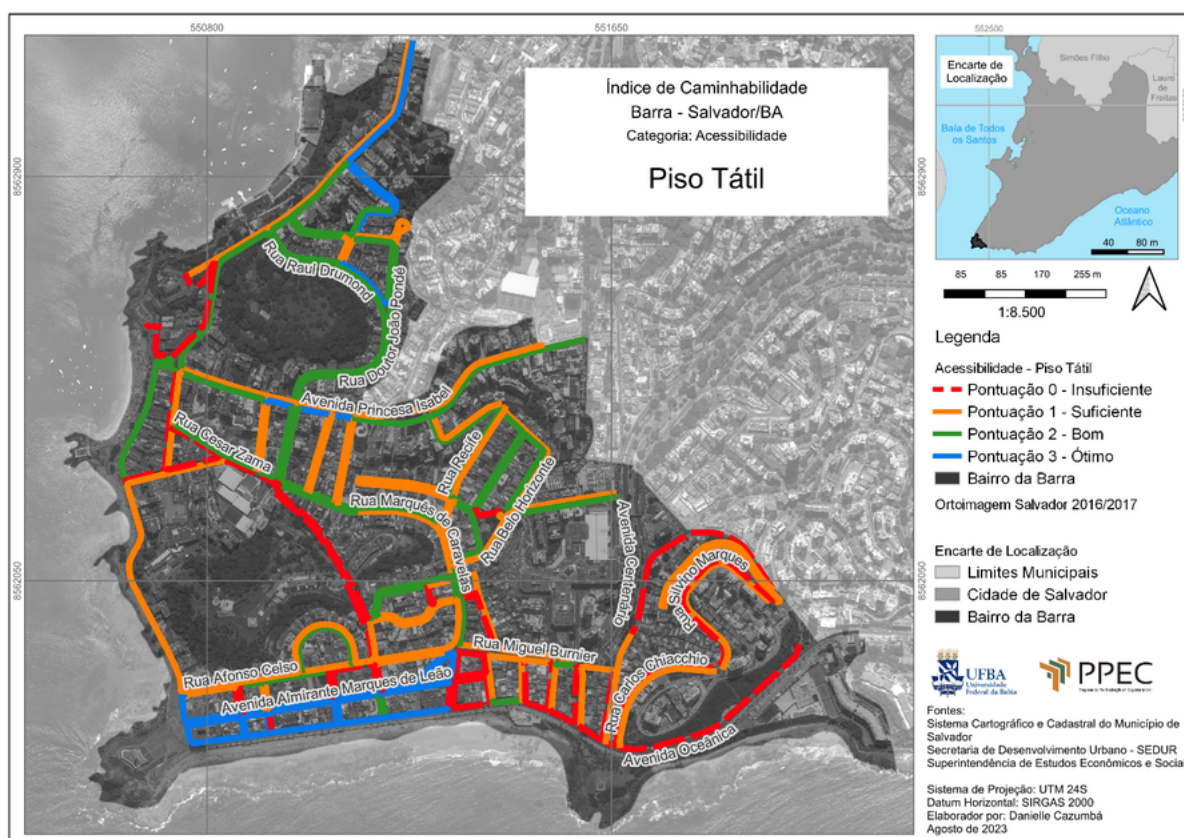 550800
551650
552500
8562900
8562900
8562050
8562050
Índice de Caminhabilidade
Barra - Salvador/BA
Categoria: Acessibilidade
Piso Tátil
Rua Raul Drumond
Rua Doutor João Pondé
Avenida Princesa Isabel
Rua Cesar Zama
Rua Recife
Rua Marquês de Caravelas
Rua Belo Horizonte
Avenida Centenário
Rua Silvino Marques
Rua Miguel Burnier
Rua Carlos Chiacchio
Rua Afonso Celso
Avenida Almirante Marques de Leão
Avenida Oceânica
Encarte de
Localização
Simões Filho
Lauro
de
Freitas
Baía de Todos
os Santos
Oceano
Atlântico
40 80 m
85 85 170 255 m
1:8.500
Legenda
Acessibilidade - Piso Tátil
Pontuação 0 - Insuficiente
Pontuação 1 - Suficiente
Pontuação 2 - Bom
Pontuação 3 - Ótimo
Bairro da Barra
Ortoimagem Salvador 2016/2017
Encarte de Localização
Limites Municipais
Cidade de Salvador
Bairro da Barra
UFBA
Universidade
Federal da Bahia
PPEC
Fontes:
Sistema Cartográfico e Cadastral do Município de
Salvador
Secretaria de Desenvolvimento Urbano - SEDUR
Superintendência de Estudos Econômicos e Sociai
Sistema de Projeção: UTM 24S
Datum Horizontal: SIRGAS 2000
Elaborador por: Danielle Cazumbá
Agosto de 2023